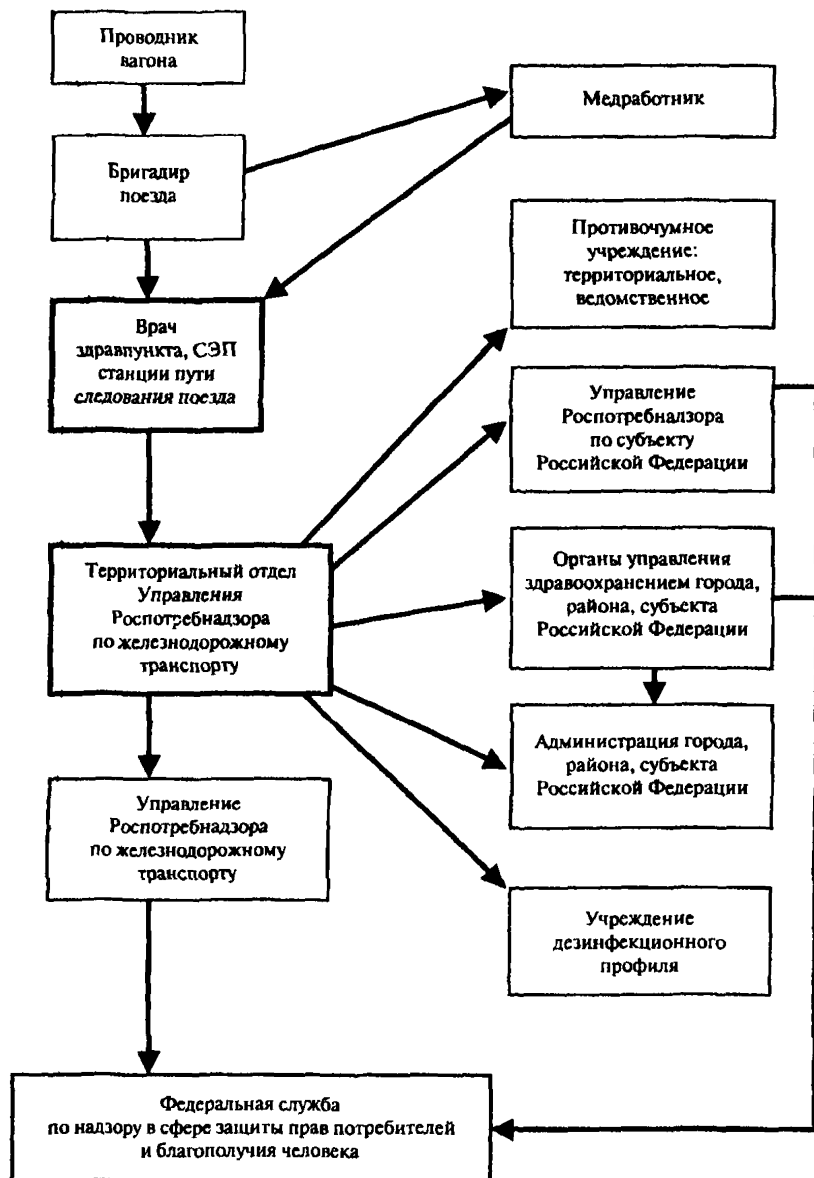 Проводник
вагона
Медработник
Бригадир
поезда
Противочумное
учреждение:
территориальное,
ведомственное
Врач
здравпункта, СЭП
станции пути
следования поезда
Управление
Роспотребнадзора
по субъекту
Российской Федерации
Территориальный отдел
Управления
Роспотребнадзора
по железнодорожному
транспорту
Органы управления
здравоохранением города,
района, субъекта
Российской Федерации
Администрация города,
района, субъекта
Российской Федерации
Управление
Роспотребнадзора
по железнодорожному
транспорту
Учреждение
дезинфекционного
профиля
Федеральная служба
по надзору в сфере защиты прав потребителей
и благополучия человека